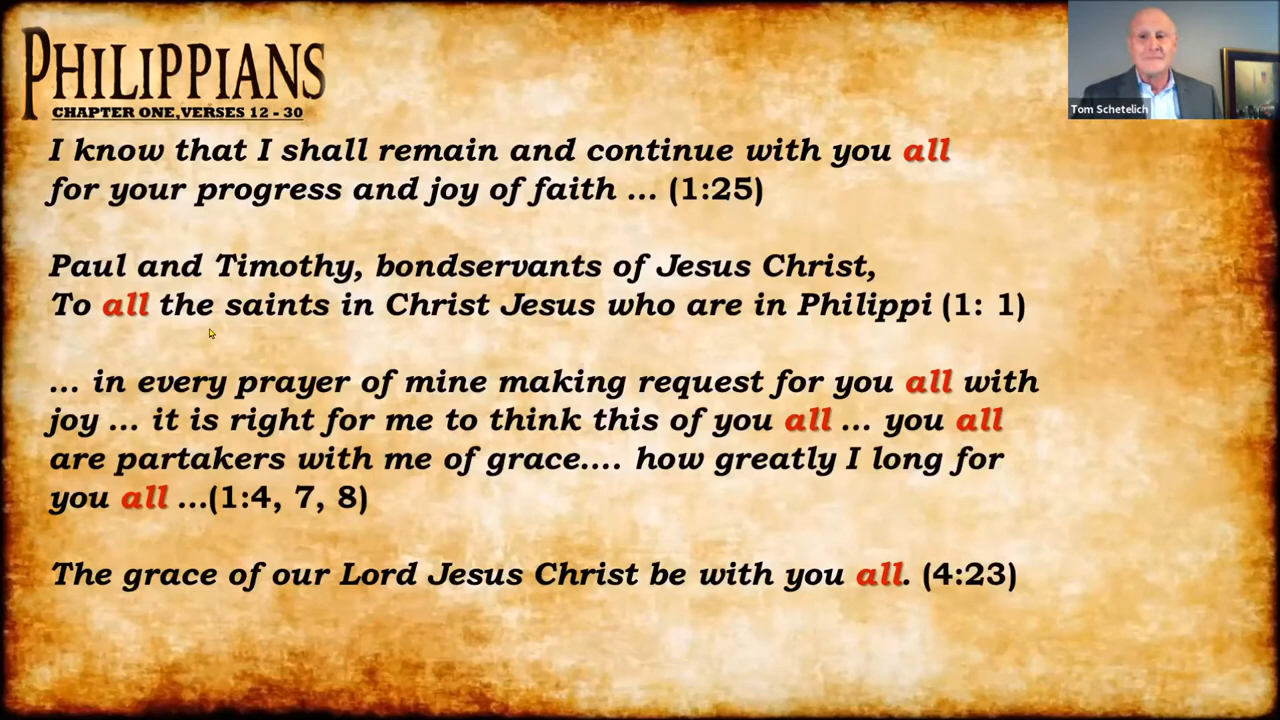 PHILIPPIANS
CHAPTER ONE, VERSES 12 - 30
Tom Schetelich
I know that I shall remain and continue with you all
for your progress and joy of faith ... (1:25)
Paul and Timothy, bondservants of Jesus Christ,
To all the saints in Christ Jesus who are in Philippi (1: 1)
... in every prayer of mine making request for you all with
joy ... it is right for me to think this of you all ... you all
are partakers with me of grace.... how greatly I long for
you all ...(1:4, 7, 8)
The grace of our Lord Jesus Christ be with you all. (4:23)